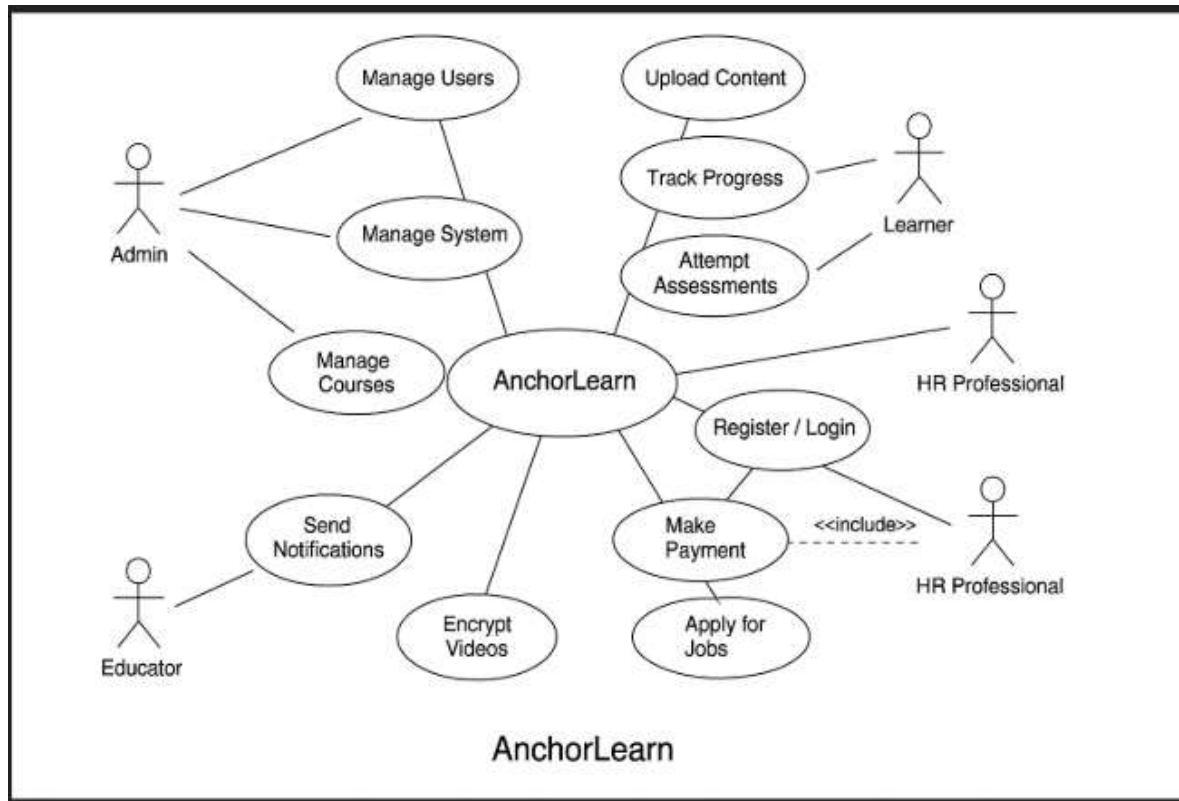 Manage Users
Upload Content
Track Progress
Learner
Manage System
Admin
Attempt
Assessments
Manage
Courses
AnchorLearn
HR Professional
Register / Login
Send
Notifications
Make
Payment
<<include>>
HR Professional
Educator
Encrypt
Videos
Apply for
Jobs
AnchorLearn